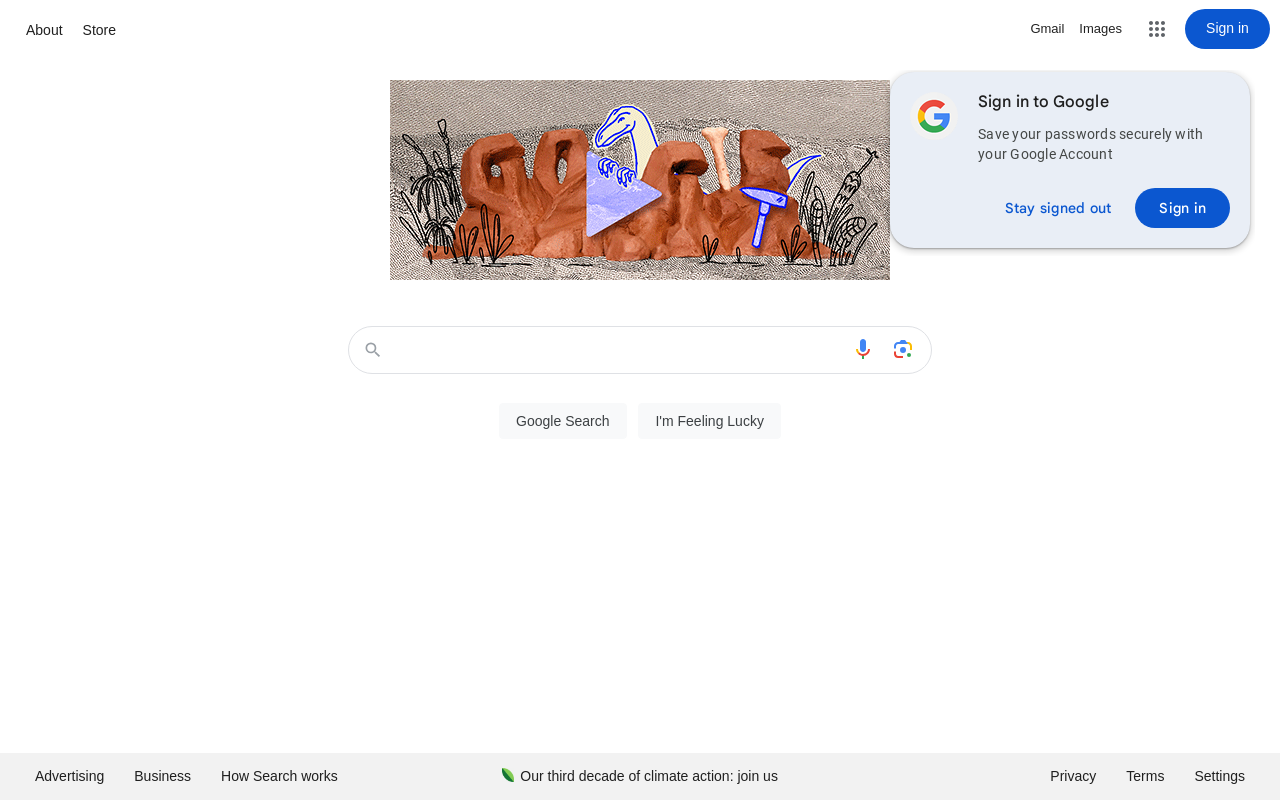 About
Store
Gmail
Images
Sign in
GOOGLE
Sign in to Google
Save your passwords securely with
your Google Account
Stay signed out
Sign in
Google Search
I'm Feeling Lucky
Advertising
Business
How Search works
Our third decade of climate action: join us
Privacy
Terms
Settings